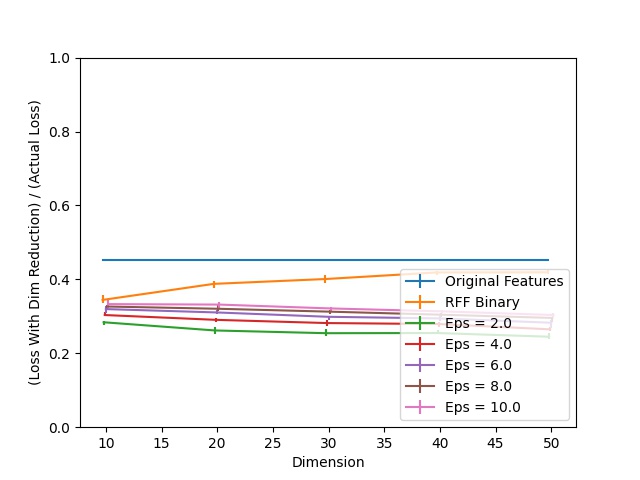 1.0
0.8
0.6
0.4
0.2
0.0
(Loss With Dim Reduction) / (Actual Loss)
Original Features
RFF Binary
Eps = 2.0
Eps = 4.0
Eps = 6.0
Eps = 8.0
Eps = 10.0
10 15 20 25 30 35 40 45 50
Dimension